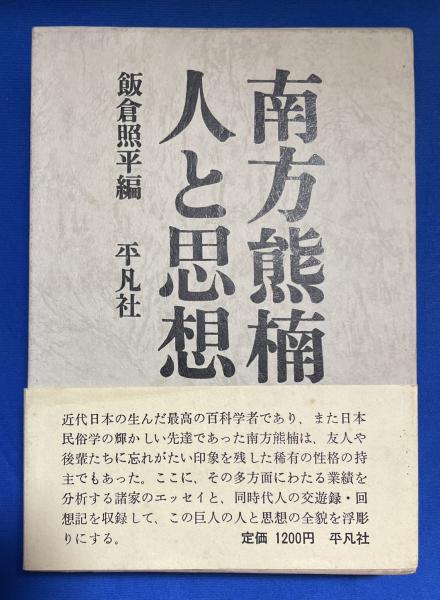 南方熊楠
人と思想
飯倉照平編　平凡社
近代日本の生んだ最高の百科学者であり、また日本
民俗学の輝かしい先達であった南方熊楠は、友人や
後輩たちに忘れがたい印象を残した稀有の性格の持
主でもあった。ここに、その多方面にわたる業績を
分析する諸家のエッセイと、同時代人の交遊録・回
想記を収録して、この巨人の人と思想の全貌を浮彫
りにする。　定価 1200円　平凡社